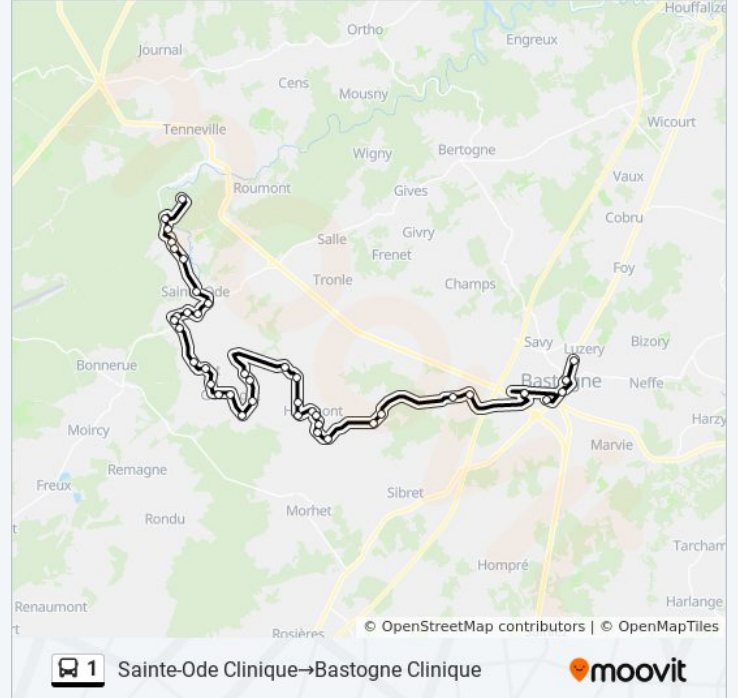 Houffalize
Ortho
Journal
Engreux
Cens
Mousny
Wicourt
Tenneville
Bertogne
Wigny
Vaux
Roumont
Gives
Cobru
Givry
Salle
Frenet
Foy
Tronle
Champs
Savy
Luzery
Bizory
Bonnerue
Neffe
Harzy
Moircy
Marvie
Remagne
Sibret
Freux
Morhet
Rondu
Tarcham
Hompré
Harlange
Renaumont
Rosières
© OpenStreetMap contributors | © OpenMapTiles
1 Sainte-Ode Clinique→Bastogne Clinique
moovit